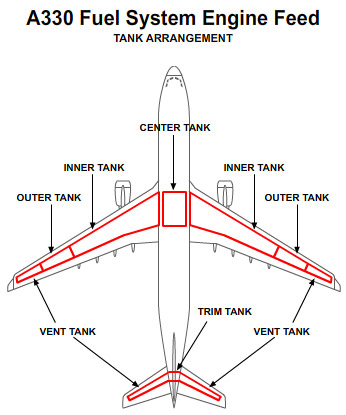 A330 Fuel System Engine Feed
TANK ARRANGEMENT
CENTER TANK
INNER TANK
INNER TANK
OUTER TANK
OUTER TANK
TRIM TANK
VENT TANK
VENT TANK